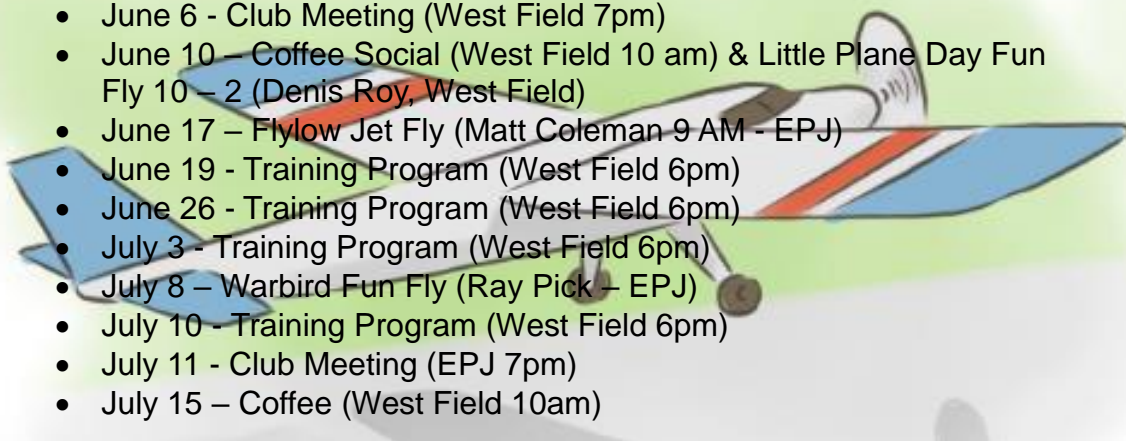 • June 6 - Club Meeting (West Field 7pm)
• June 10 – Coffee Social (West Field 10 am) & Little Plane Day Fun
Fly 10 – 2 (Denis Roy, West Field)
• June 17 – Flylow Jet Fly (Matt Coleman 9 AM - EPJ)
• June 19 - Training Program (West Field 6pm)
• June 26 - Training Program (West Field 6pm)
• July 3 - Training Program (West Field 6pm)
• July 8 – Warbird Fun Fly (Ray Pick – EPJ)
• July 10 - Training Program (West Field 6pm)
• July 11 - Club Meeting (EPJ 7pm)
• July 15 – Coffee (West Field 10am)